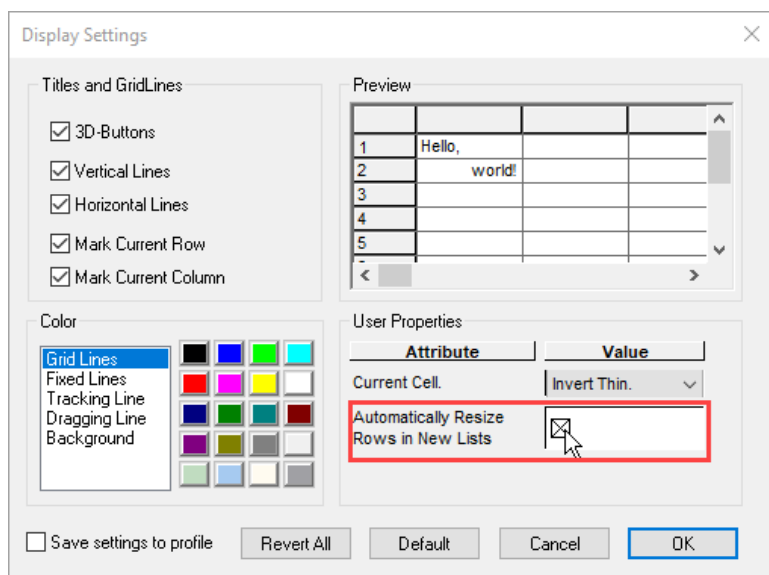 Display Settings
Titles and GridLines
3D-Buttons
Vertical Lines
Horizontal Lines
Mark Current Row
Mark Current Column
Preview
1 Hello,
2 world!
3
4
5
Color
Grid Lines
Fixed Lines
Tracking Line
Dragging Line
Background
User Properties
Attribute Value
Current Cell. Invert Thin.
Automatically Resize
Rows in New Lists
Save settings to profile
Revert All
Default
Cancel
OK